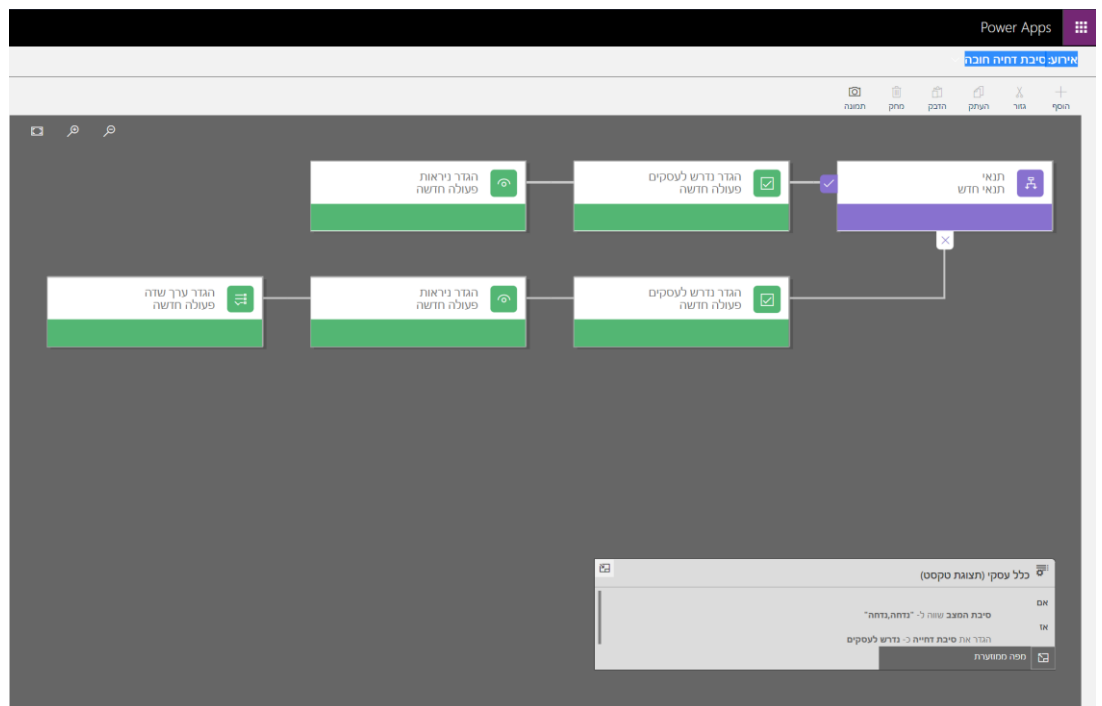 Power Apps
אירוע: סיבת דחיה חובה
הוסף
גזור
העתק
הדבק
מחק
תמונה
תנאי
תנאי חדש
הגדר נדרש לעסקים
פעולה חדשה
הגדר ניראות
פעולה חדשה
הגדר נדרש לעסקים
פעולה חדשה
הגדר ניראות
פעולה חדשה
הגדר ערך שדה
פעולה חדשה
כלל עסקי (תצוגת טקסט)
אם
סיבת המצב שווה ל- "נדחה,נדחה"
אז
הגדר את סיבת דחייה כ- נדרש לעסקים
מפה ממוזערת